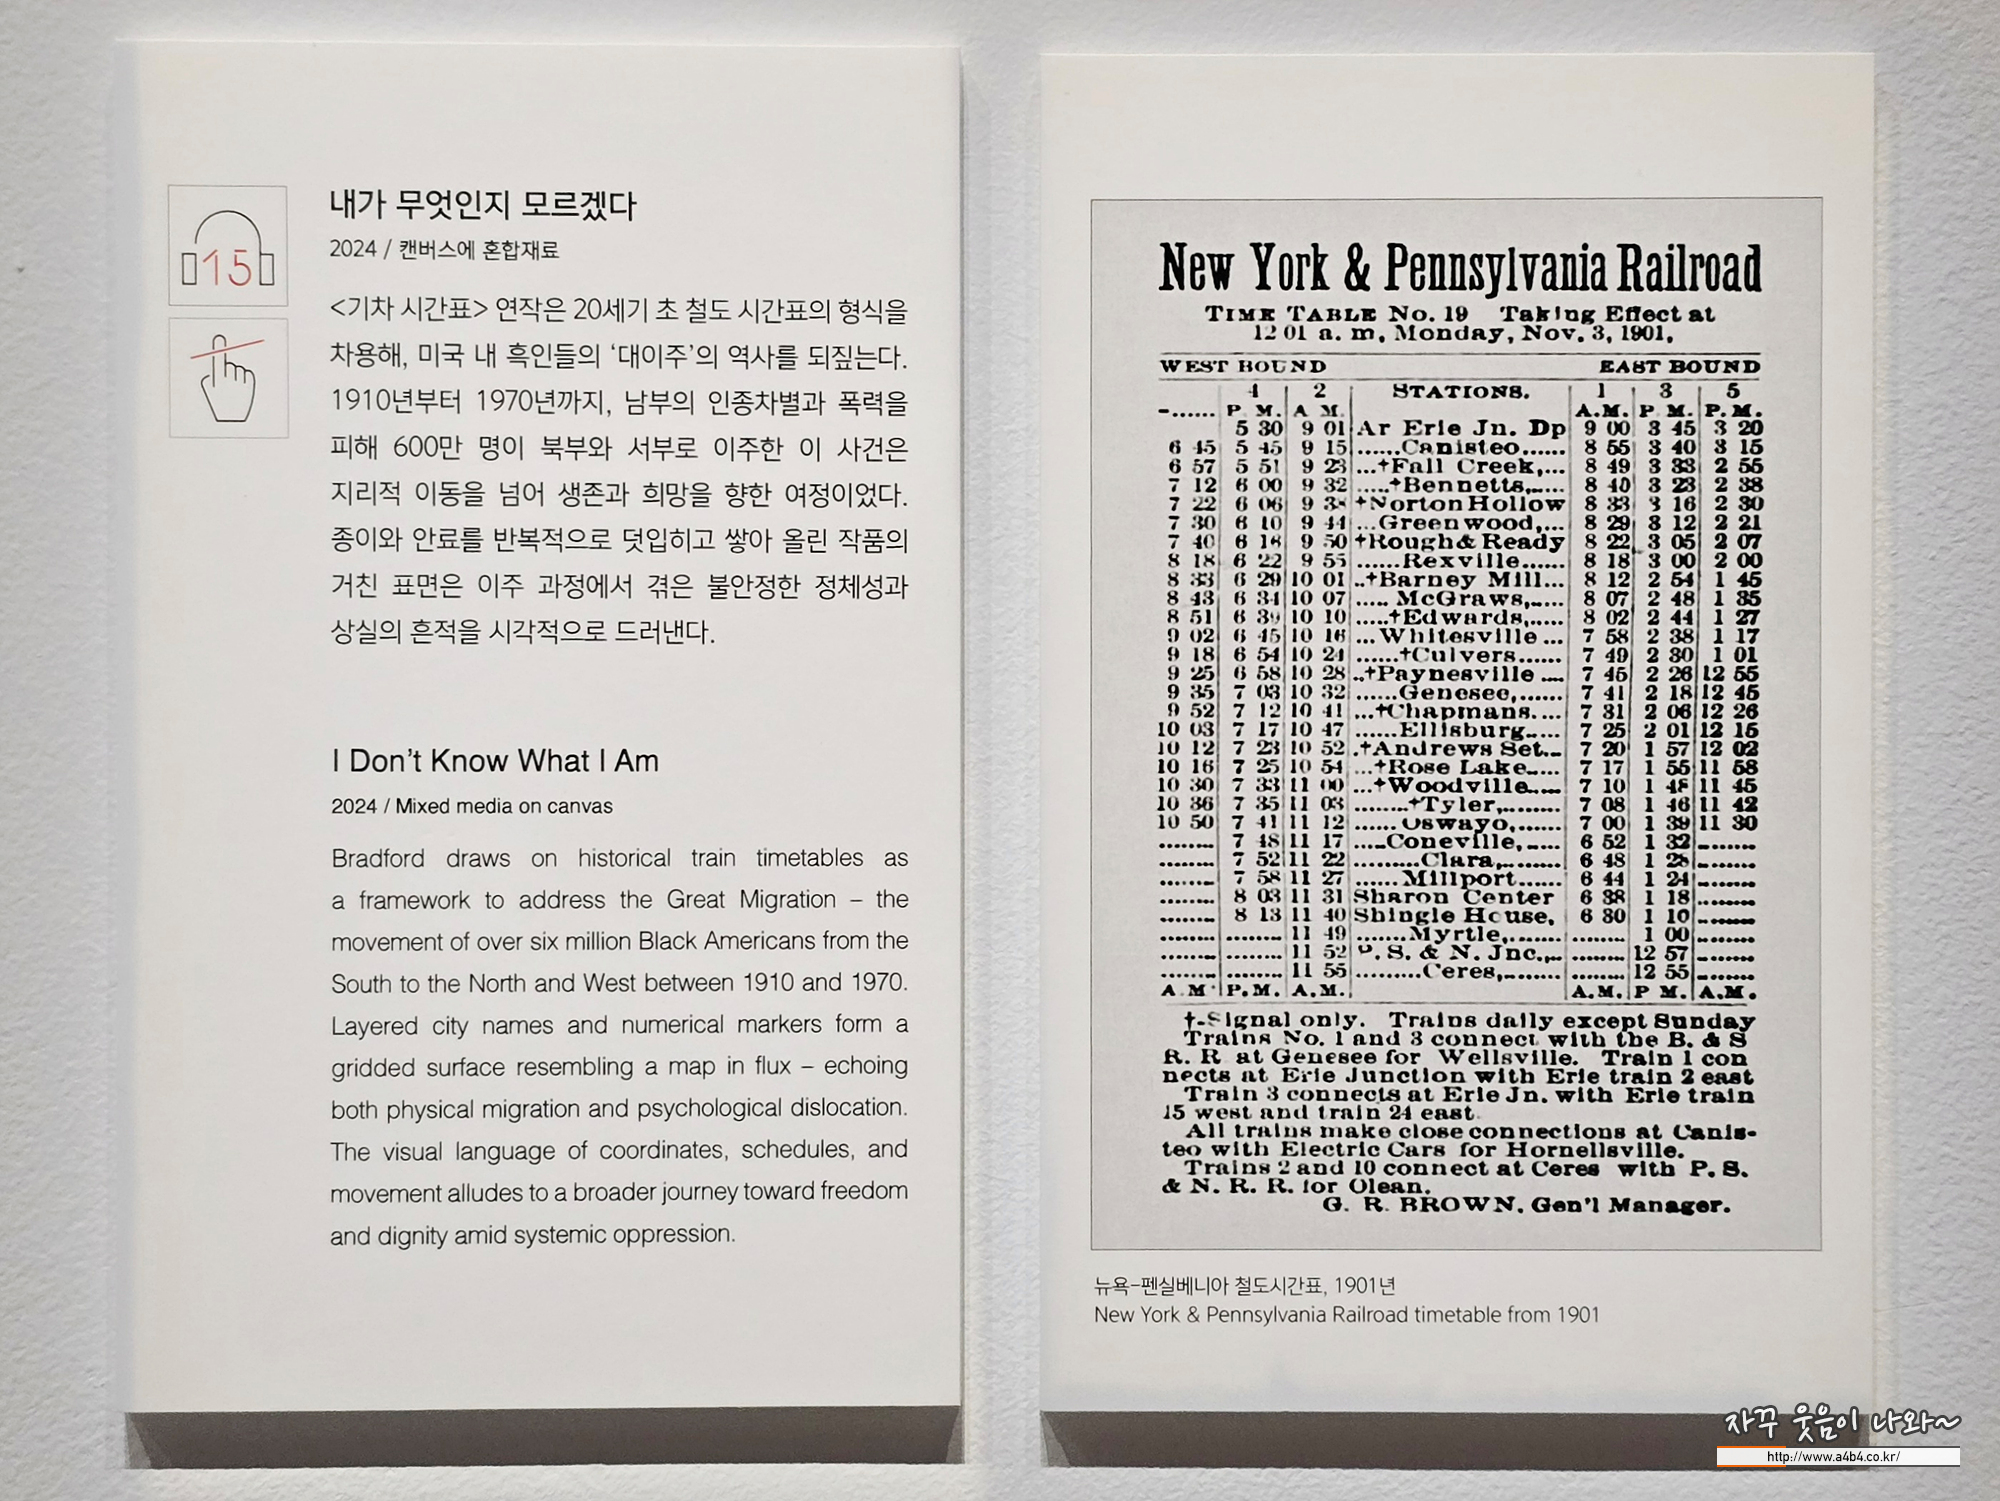 15
내가 무엇인지 모르겠다
2024 / 캔버스에 혼합재료
<기차 시간표> 연작은 20세기 초 철도 시간표의 형식을
차용해, 미국 내 흑인들의 ‘대이주’의 역사를 되짚는다.
1910년부터 1970년까지, 남부의 인종차별과 폭력을
피해 600만 명이 북부와 서부로 이주한 이 사건은
지리적 이동을 넘어 생존과 희망을 향한 여정이었다.
종이와 안료를 반복적으로 덧입히고 쌓아 올린 작품의
거친 표면은 이주 과정에서 겪은 불안정한 정체성과
상실의 흔적을 시각적으로 드러낸다.
I Don’t Know What I Am
2024 / Mixed media on canvas
Bradford draws on historical train timetables as
a framework to address the Great Migration – the
movement of over six million Black Americans from the
South to the North and West between 1910 and 1970.
Layered city names and numerical markers form a
gridded surface resembling a map in flux – echoing
both physical migration and psychological dislocation.
The visual language of coordinates, schedules, and
movement alludes to a broader journey toward freedom
and dignity amid systemic oppression.
New York & Pennsylvania Railroad
TIME TABLE No. 19 Taking Effect at
12 01 a. m, Monday, Nov. 3, 1901.
WEST BOUND EAST BOUND
4 2 STATIONS. 1 3 5
P. M. A M. A.M. P M. P. M.
5 30 9 01 Ar Erie Jn. Dp 9 00 3 45 3 20
6 45 5 45 9 15 ......Canisteo...... 8 55 3 40 3 15
6 57 5 51 9 23 ...†Fall Creek,... 8 49 3 33 2 55
7 12 6 00 9 32 .....†Bennetts,..... 8 40 3 23 2 38
7 22 6 06 9 38 †Norton Hollow 8 33 3 16 2 30
7 30 6 10 9 44 ...Greenwood,... 8 29 3 12 2 21
7 40 6 18 9 50 †Rough & Ready 8 22 3 05 2 07
8 18 6 22 9 55 ......Rexville...... 8 18 3 00 2 00
8 33 6 29 10 01 ..†Barney Mill... 8 12 2 54 1 45
8 43 6 34 10 07 ..... McGraws,..... 8 07 2 48 1 35
8 51 6 39 10 10 .....†Edwards,..... 8 02 2 44 1 27
9 02 6 45 10 16 ... Whitesville ... 7 58 2 38 1 17
9 18 6 54 10 24 ......†Culvers...... 7 49 2 30 1 01
9 25 6 58 10 28 ..†Paynesville .... 7 45 2 26 12 55
9 35 7 03 10 32 ......Genesee,...... 7 41 2 18 12 45
9 52 7 12 10 41 ...†Chapmans.... 7 31 2 06 12 26
10 03 7 17 10 47 ......Ellisburg..... 7 25 2 01 12 15
10 12 7 23 10 52 .†Andrews Set... 7 20 1 57 12 02
10 16 7 25 10 54 ...†Rose Lake..... 7 17 1 55 11 58
10 30 7 33 11 00 ...†Woodville..... 7 10 1 48 11 45
10 36 7 35 11 03 ........†Tyler,......... 7 08 1 46 11 42
10 50 7 41 11 12 ...... Oswayo,...... 7 00 1 39 11 30
........ 7 48 11 17 .....Coneville,..... 6 52 1 32 ........
........ 7 52 11 22 ..........Clara,........ 6 48 1 28 ........
........ 7 58 11 27 ...... Millport...... 6 44 1 24 ........
........ 8 03 11 31 Sharon Center 6 38 1 18 ........
........ 8 13 11 40 Shingle House, 6 30 1 10 ........
........ ........ 11 49 .......Myrtle,....... ........ 1 00 ........
........ ........ 11 52 P. S. & N. Jnc.,.. ........ 12 57 ........
........ ........ 11 55 .........Ceres,....... ........ 12 55 ........
A M P.M. A.M. A.M. P M. A.M.
†-Signal only. Trains daily except Sunday
Trains No. 1 and 3 connect with the B. & S
R. R at Genesee for Wellsville. Train 1 con
nects at Erie Junction with Erie train 2 east
Train 3 connects at Erie Jn. with Erie train
15 west and train 24 east.
All trains make close connections at Canis-
teo with Electric Cars for Hornellsville.
Trains 2 and 10 connect at Ceres with P. S.
& N. R. R. for Olean.
G. R. BROWN, Gen'l Manager.
뉴욕-펜실베니아 철도시간표, 1901년
New York & Pennsylvania Railroad timetable from 1901
자꾸 웃음이 나와~
http://www.a4b4.co.kr/